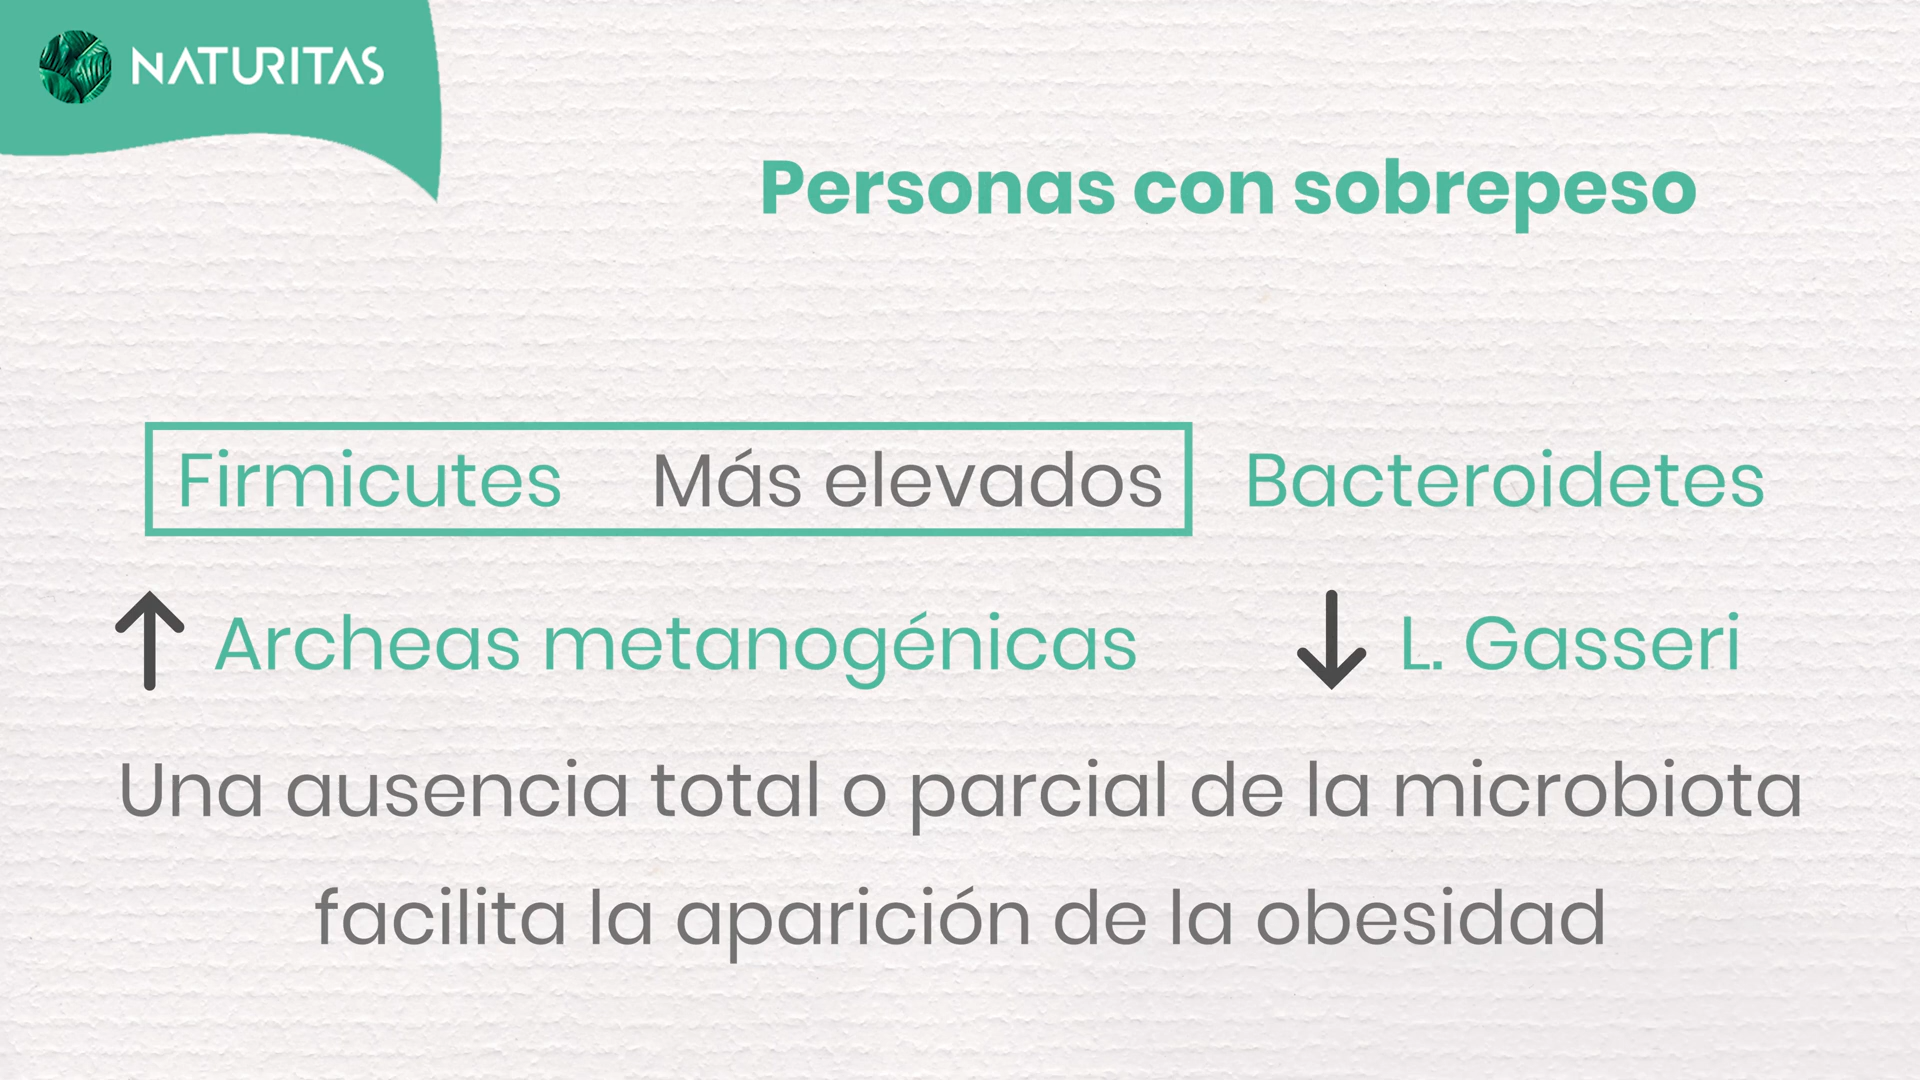 NATURITAS
Personas con sobrepeso
Firmicutes Más elevados Bacteroidetes
↑ Archeas metanogénicas ↓ L. Gasseri
Una ausencia total o parcial de la microbiota
facilita la aparición de la obesidad